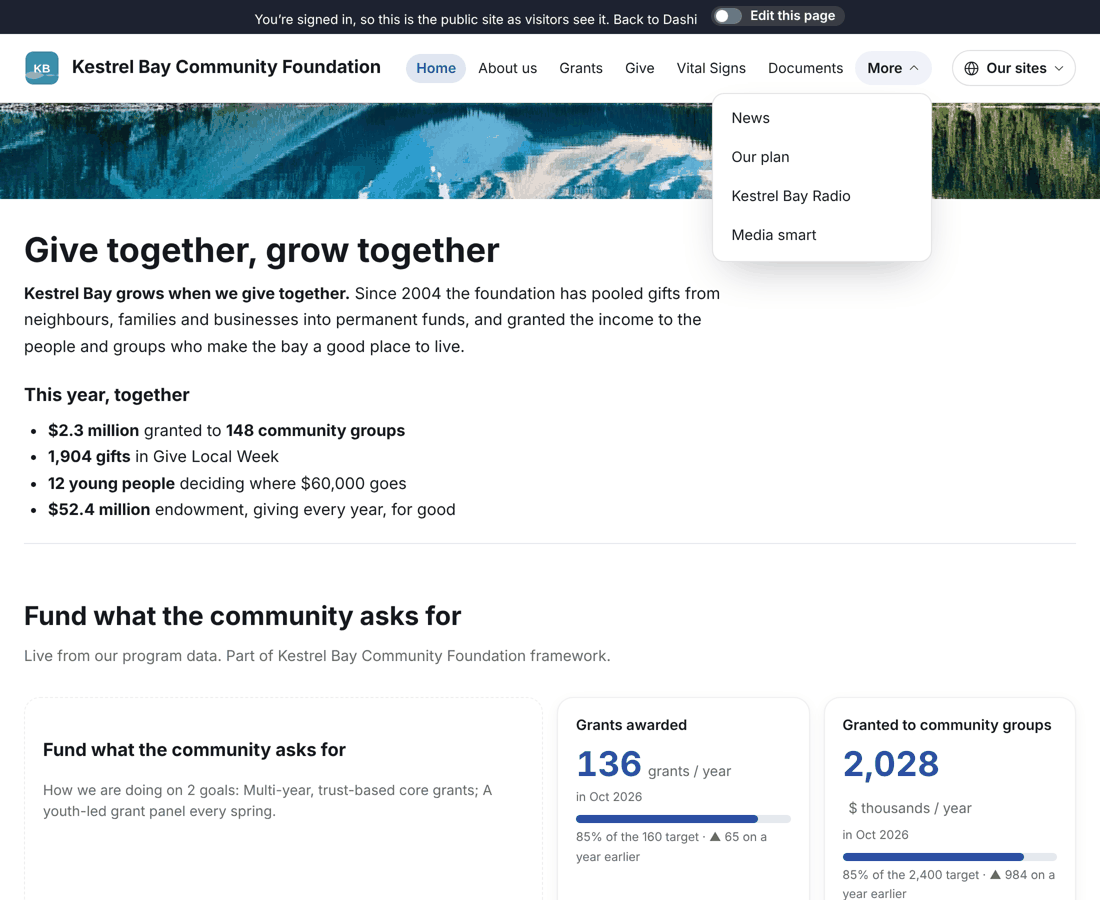 You're signed in, so this is the public site as visitors see it. Back to Dashi
Edit this page
KB
Kestrel Bay Community Foundation
Home
About us
Grants
Give
Vital Signs
Documents
More
Our sites
News
Our plan
Kestrel Bay Radio
Media smart
Give together, grow together
Kestrel Bay grows when we give together. Since 2004 the foundation has pooled gifts from
neighbours, families and businesses into permanent funds, and granted the income to the
people and groups who make the bay a good place to live.
This year, together
• $2.3 million granted to 148 community groups
• 1,904 gifts in Give Local Week
• 12 young people deciding where $60,000 goes
• $52.4 million endowment, giving every year, for good
Fund what the community asks for
Live from our program data. Part of Kestrel Bay Community Foundation framework.
Fund what the community asks for
How we are doing on 2 goals: Multi-year, trust-based core grants; A
youth-led grant panel every spring.
Grants awarded
136 grants / year
in Oct 2026
85% of the 160 target · ▲ 65 on a
year earlier
Granted to community groups
2,028
$ thousands / year
in Oct 2026
85% of the 2,400 target · ▲ 984 on a
year earlier